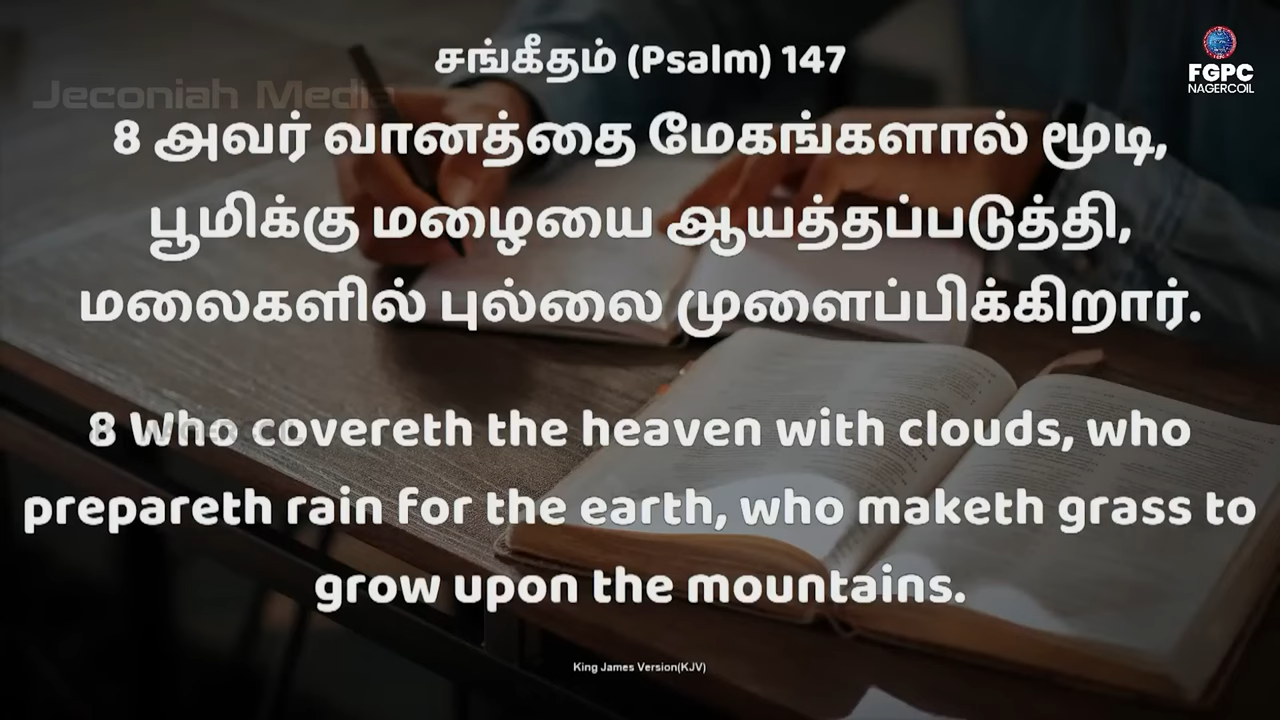 சங்கீதம் (Psalm) 147
FGPC
NAGERCOIL
Jeconiah Media
8 அவர் வானத்தை மேகங்களால் மூடி,
பூமிக்கு மழையை ஆயத்தப்படுத்தி,
மலைகளில் புல்லை முளைப்பிக்கிறார்.
8 Who covereth the heaven with clouds, who
prepareth rain for the earth, who maketh grass to
grow upon the mountains.
King James Version(KJV)